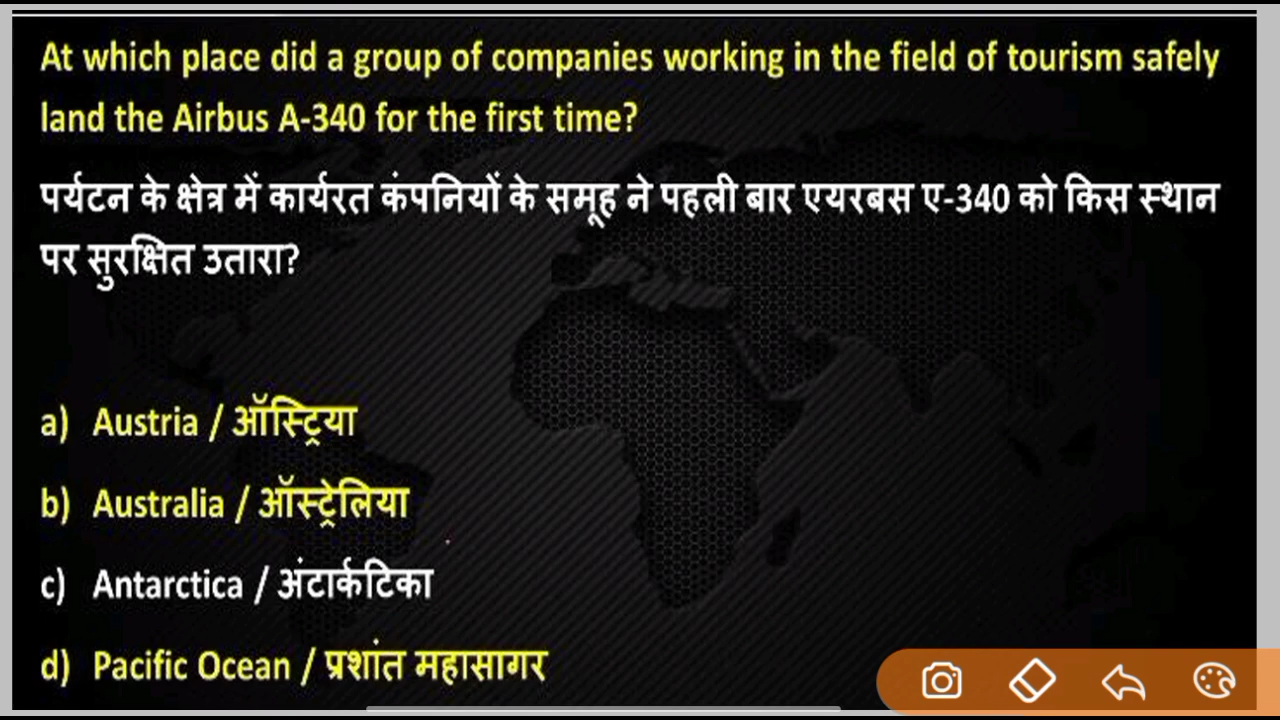 At which place did a group of companies working in the field of tourism safely
land the Airbus A-340 for the first time?
पर्यटन के क्षेत्र में कार्यरत कंपनियों के समूह ने पहली बार एयरबस ए-340 को किस स्थान
पर सुरक्षित उतारा?
a) Austria / ऑस्ट्रिया
b) Australia / ऑस्ट्रेलिया
c) Antarctica / अंटार्कटिका
d) Pacific Ocean / प्रशांत महासागर